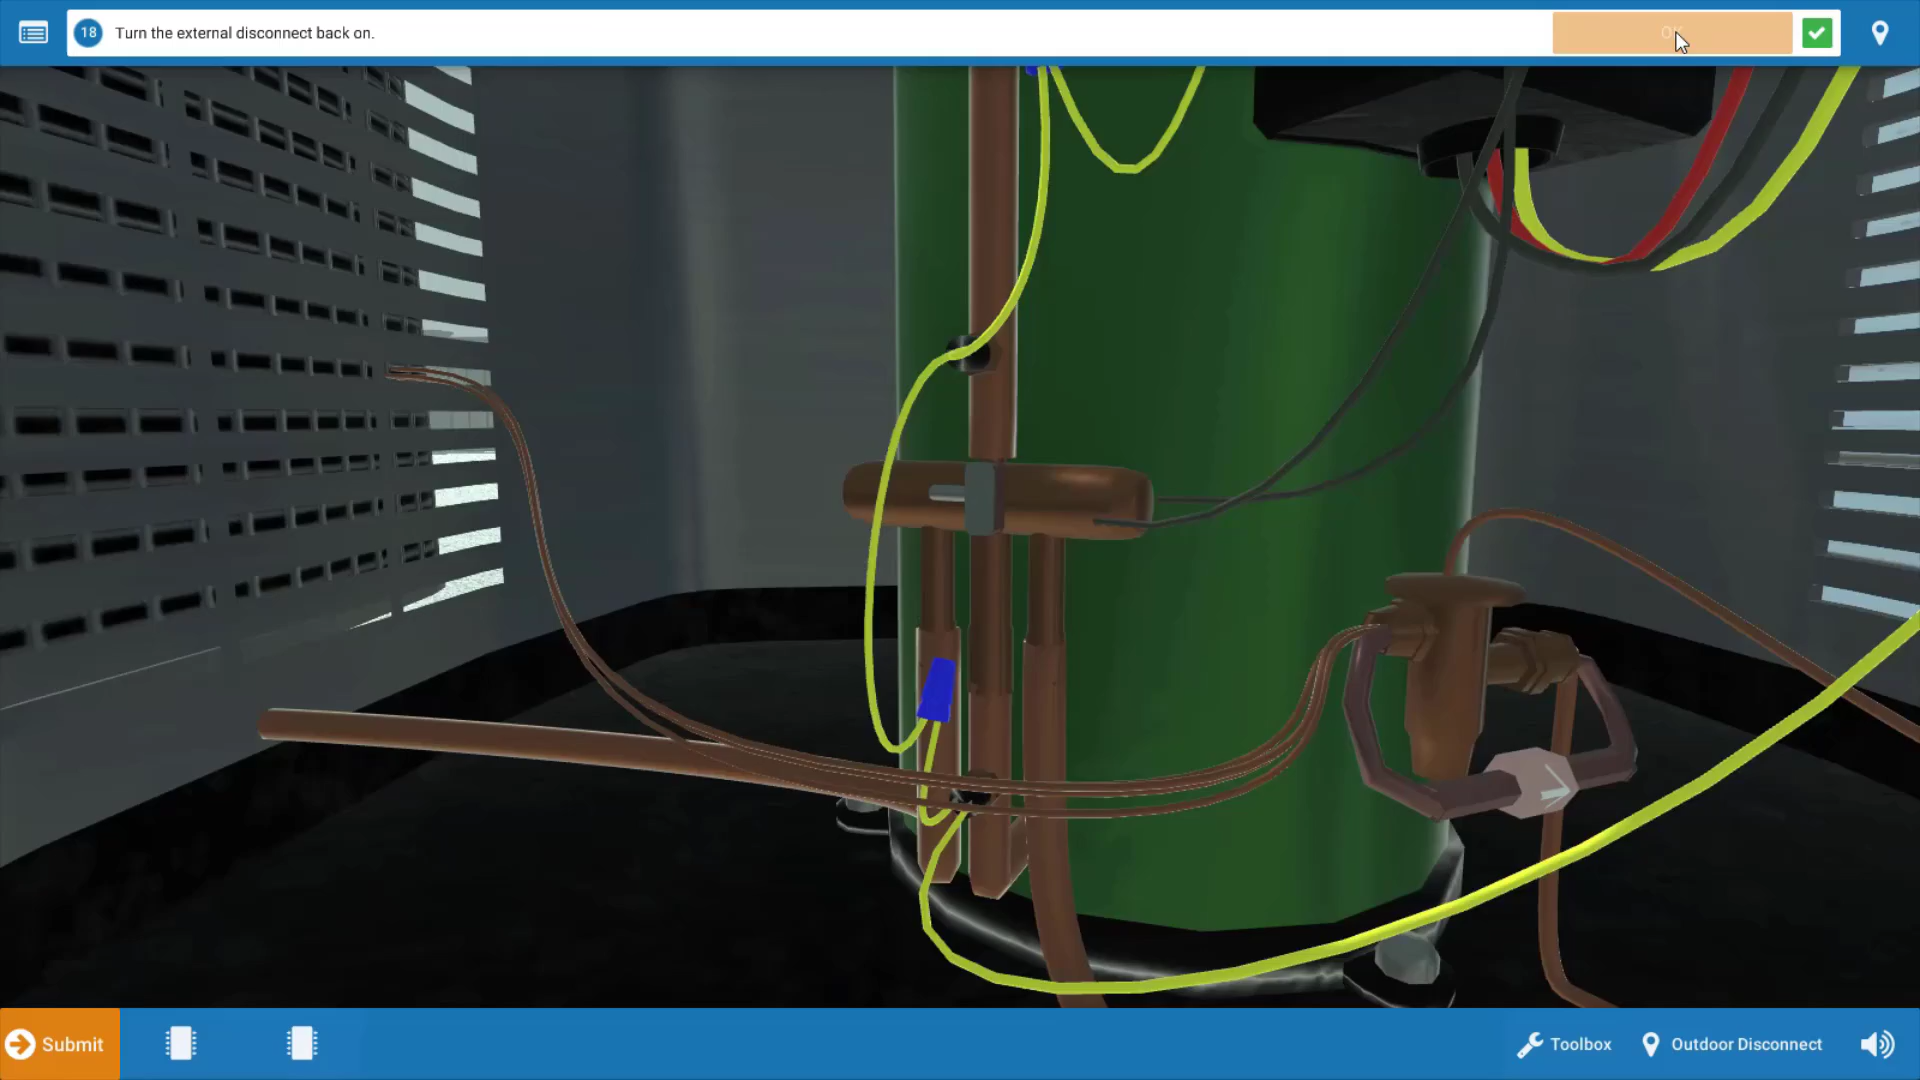 18
Turn the external disconnect back on.
Submit
Toolbox
Outdoor Disconnect